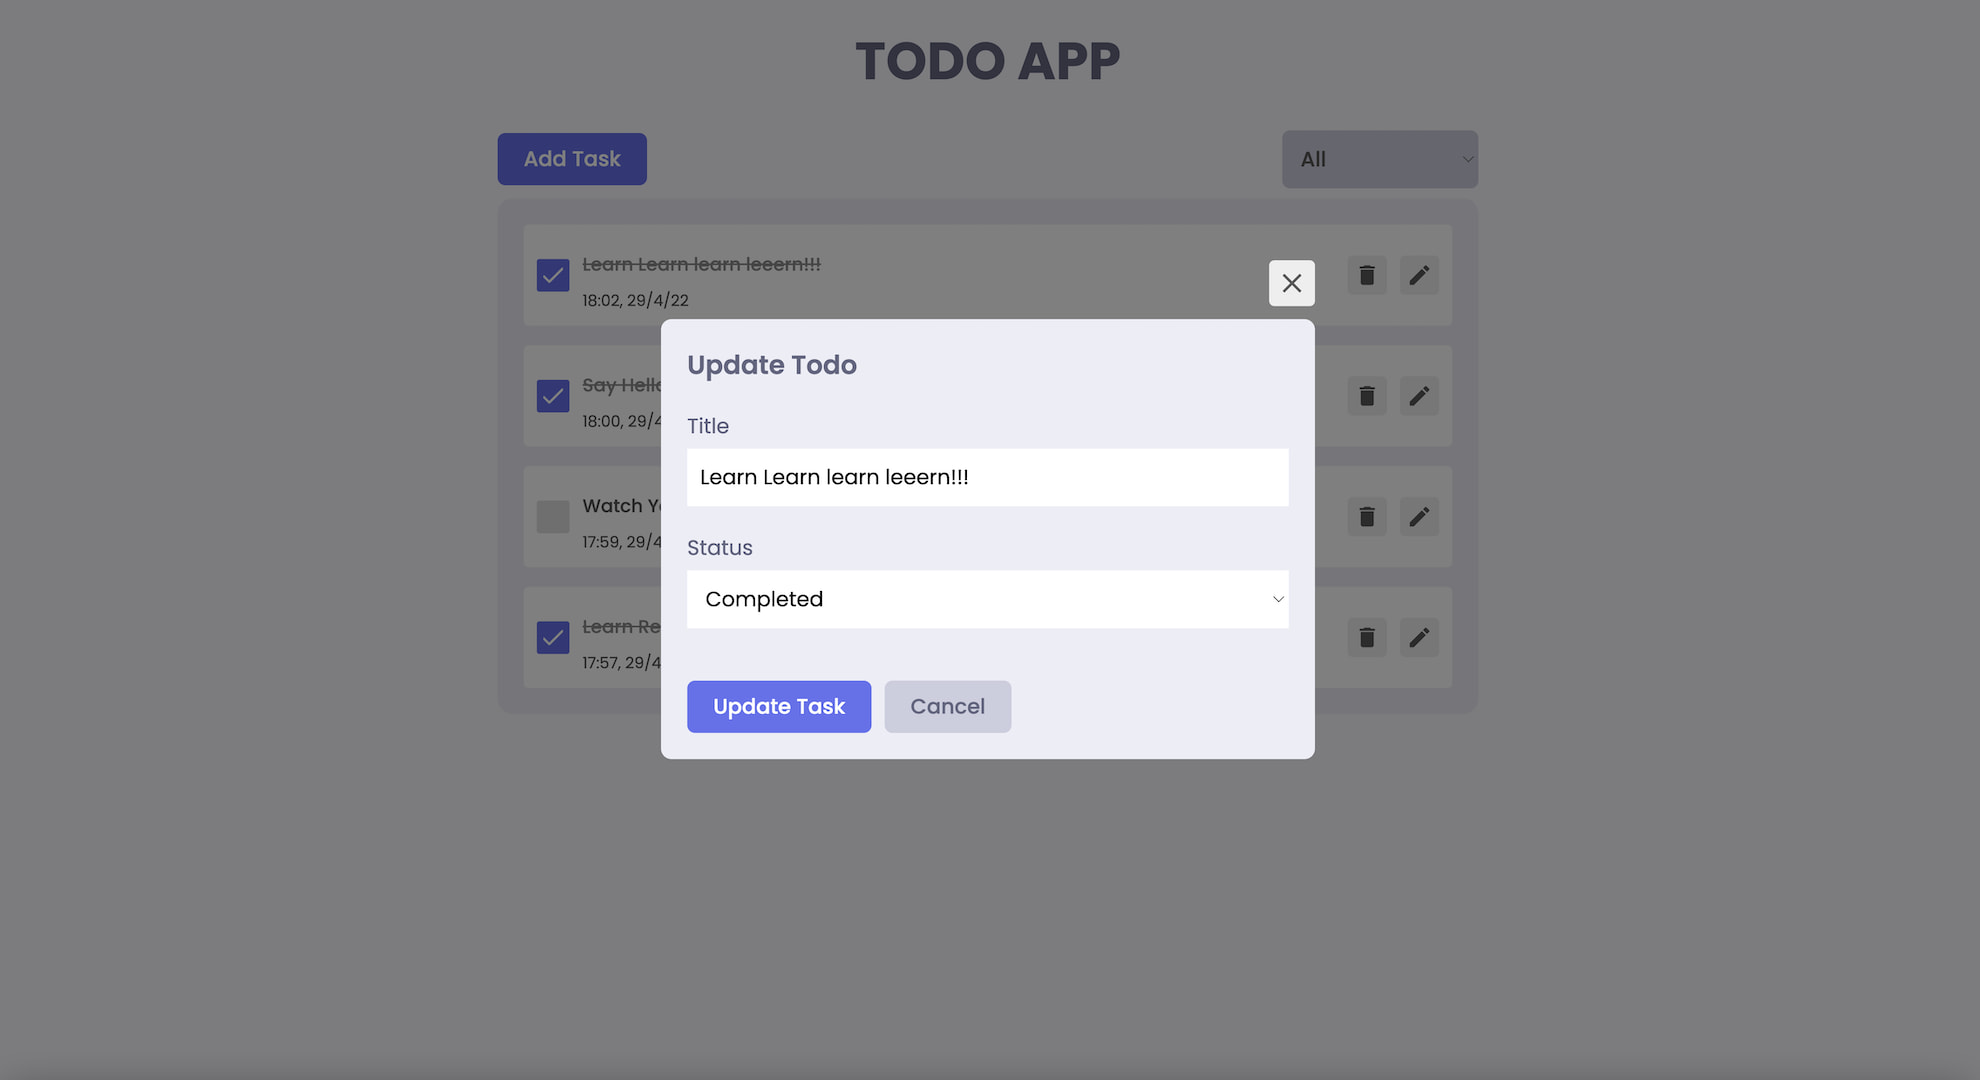 TODO APP
Add Task
All
Learn Learn learn leeern!!!
18:02, 29/4/22
Update Todo
Say Hello
18:00, 29/4
Title
Learn Learn learn leeern!!!
Watch
17:59, 29/4
Status
Completed
Learn Re
17:57, 29/4
Update Task
Cancel